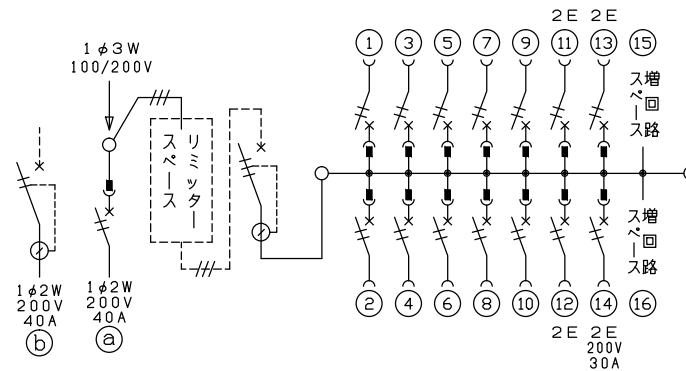 2E 2E
1 3 5 7 9 11 13 15
1φ3W
100/200V
増回路
スペース
リミッター
スペース
増回路
スペース
1φ2W
200V
40A
b
1φ2W
200V
40A
a
2 4 6 8 10 12 14 16
2E 2E
200V
30A